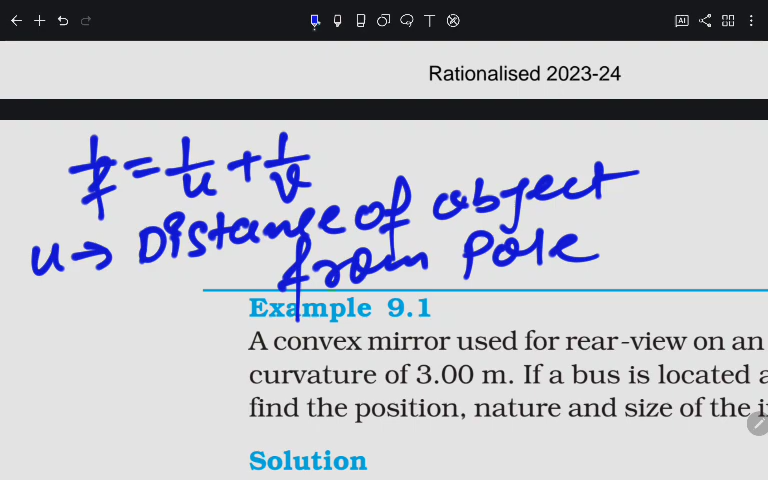 AI
Rationalised 2023-24
1/f = 1/u + 1/v
u → Distance of object
from Pole
Example 9.1
A convex mirror used for rear-view on an
curvature of 3.00 m. If a bus is located a
find the position, nature and size of the i
Solution